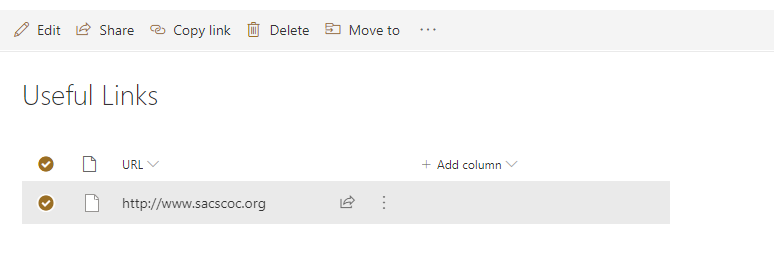 Edit Share Copy link Delete Move to ...
Useful Links
URL + Add column
http://www.sacscoc.org